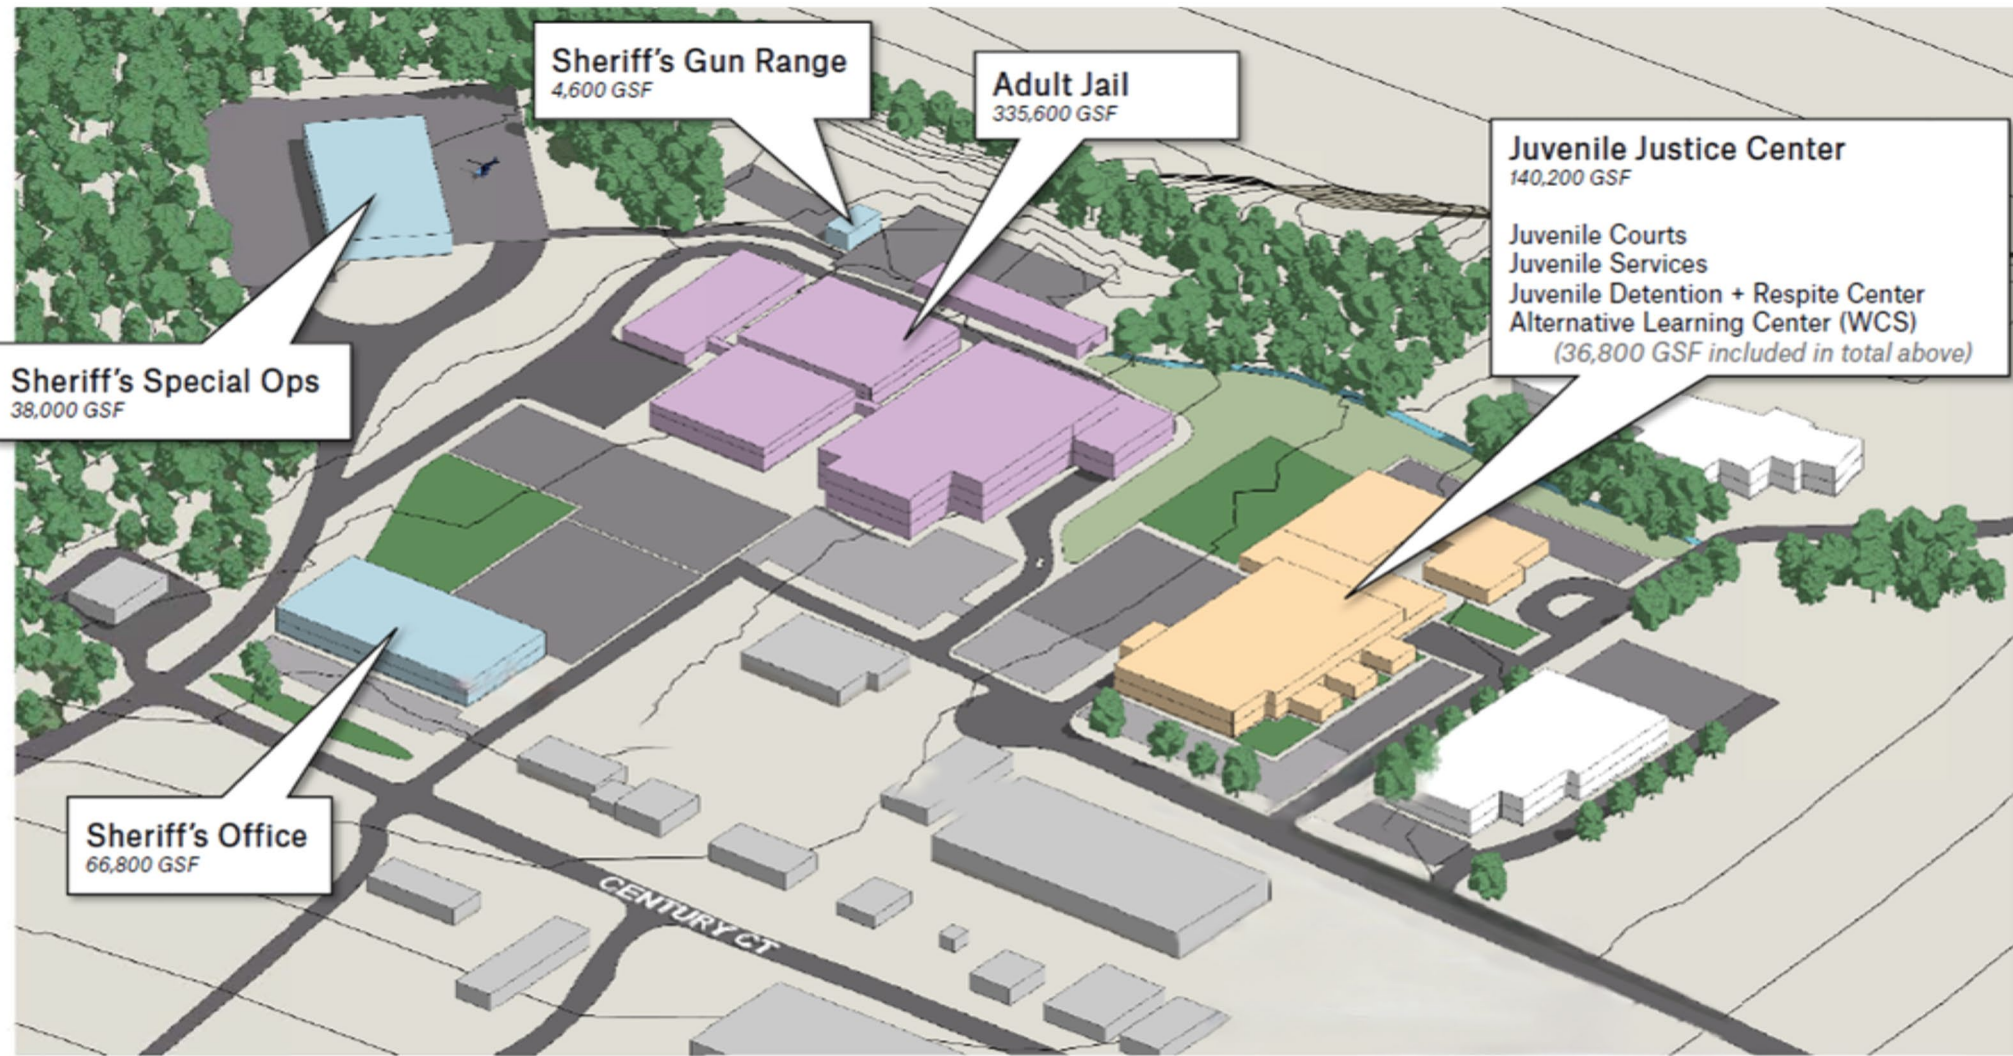 Sheriff's Gun Range
4,600 GSF
Adult Jail
335,600 GSF
Juvenile Justice Center
140,200 GSF
Juvenile Courts
Juvenile Services
Juvenile Detention + Respite Center
Alternative Learning Center (WCS)
(36,800 GSF included in total above)
Sheriff's Special Ops
38,000 GSF
Sheriff's Office
66,800 GSF
CENTURY CT